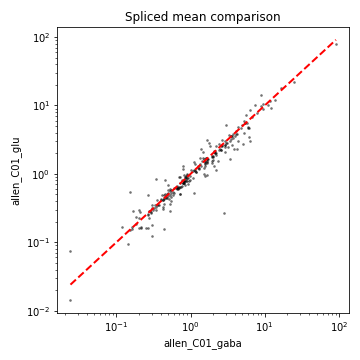 Spliced mean comparison
allen_C01_glu
10²
10¹
10⁰
10⁻¹
10⁻²
10⁻¹ 10⁰ 10¹ 10²
allen_C01_gaba